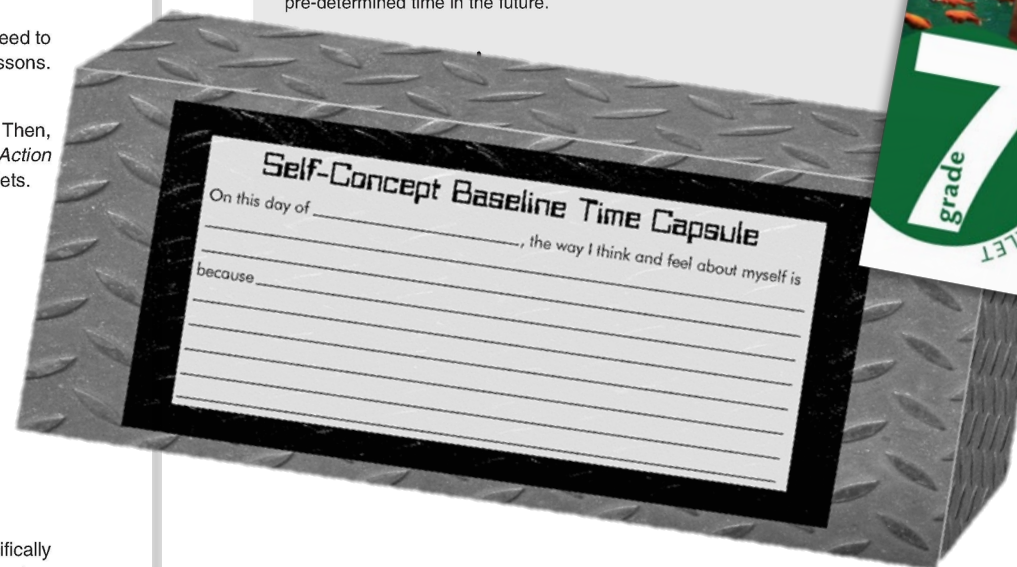 pre-determined time in the future.
eed to
ssons.
Then,
Action
ets.
Self-Concept Baseline Time Capsule
On this day of ____________, the way I think and feel about myself is
because
ifically
7
grade